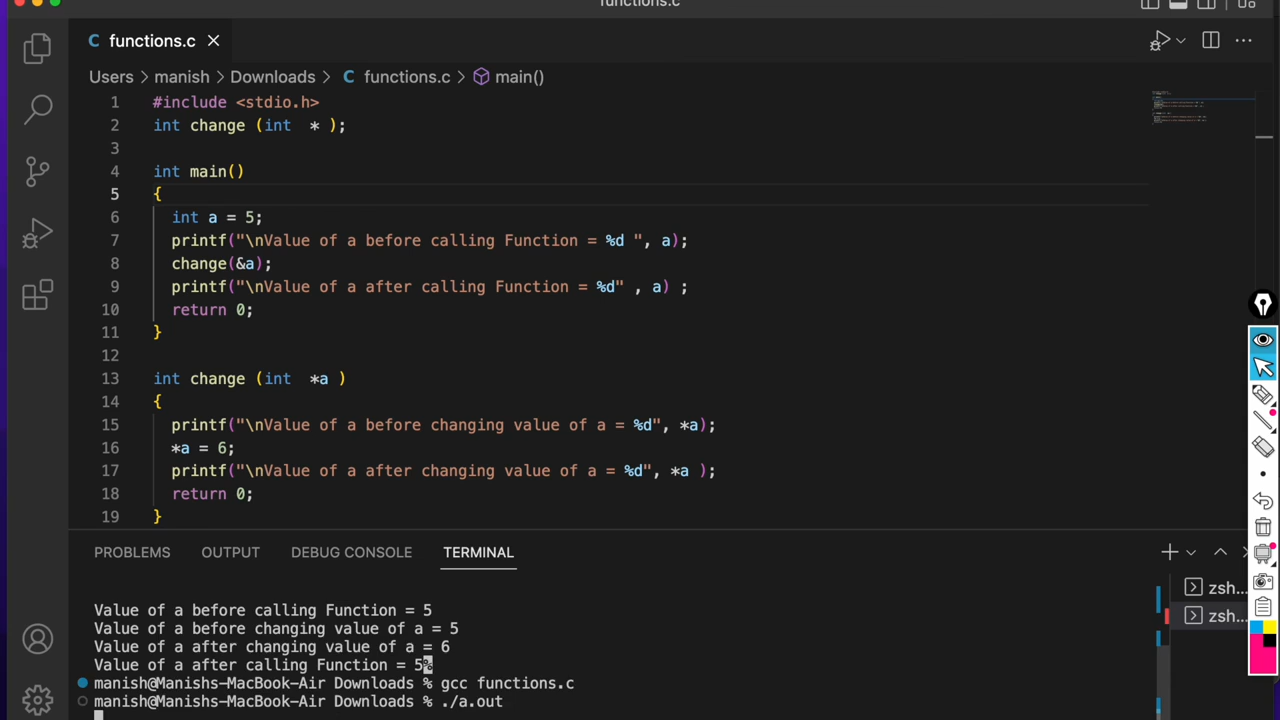 functions.c
functions.c
Users > manish > Downloads > C functions.c > main()
1 #include <stdio.h>
2 int change (int * );
3
4 int main()
5 {
6 int a = 5;
7 printf("\nValue of a before calling Function = %d ", a);
8 change(&a);
9 printf("\nValue of a after calling Function = %d" , a) ;
10 return 0;
11 }
12
13 int change (int *a )
14 {
15 printf("\nValue of a before changing value of a = %d", *a);
16 *a = 6;
17 printf("\nValue of a after changing value of a = %d", *a );
18 return 0;
19 }
PROBLEMS OUTPUT DEBUG CONSOLE TERMINAL
Value of a before calling Function = 5
Value of a before changing value of a = 5
Value of a after changing value of a = 6
Value of a after calling Function = 5%
manish@Manishs-MacBook-Air Downloads % gcc functions.c
manish@Manishs-MacBook-Air Downloads % ./a.out
zsh...
zsh...